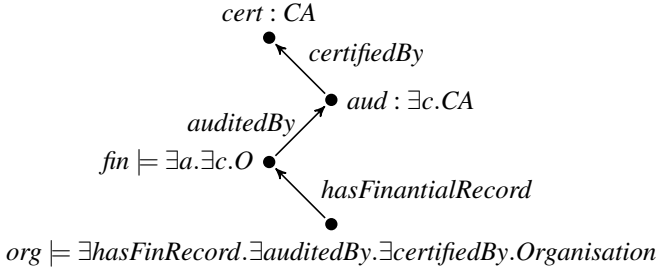 cert : CA
certifiedBy
aud : ∃c.CA
auditedBy
fin ⊨ ∃a.∃c.O
hasFinantialRecord
org ⊨ ∃hasFinRecord.∃auditedBy.∃certifiedBy.Organisation